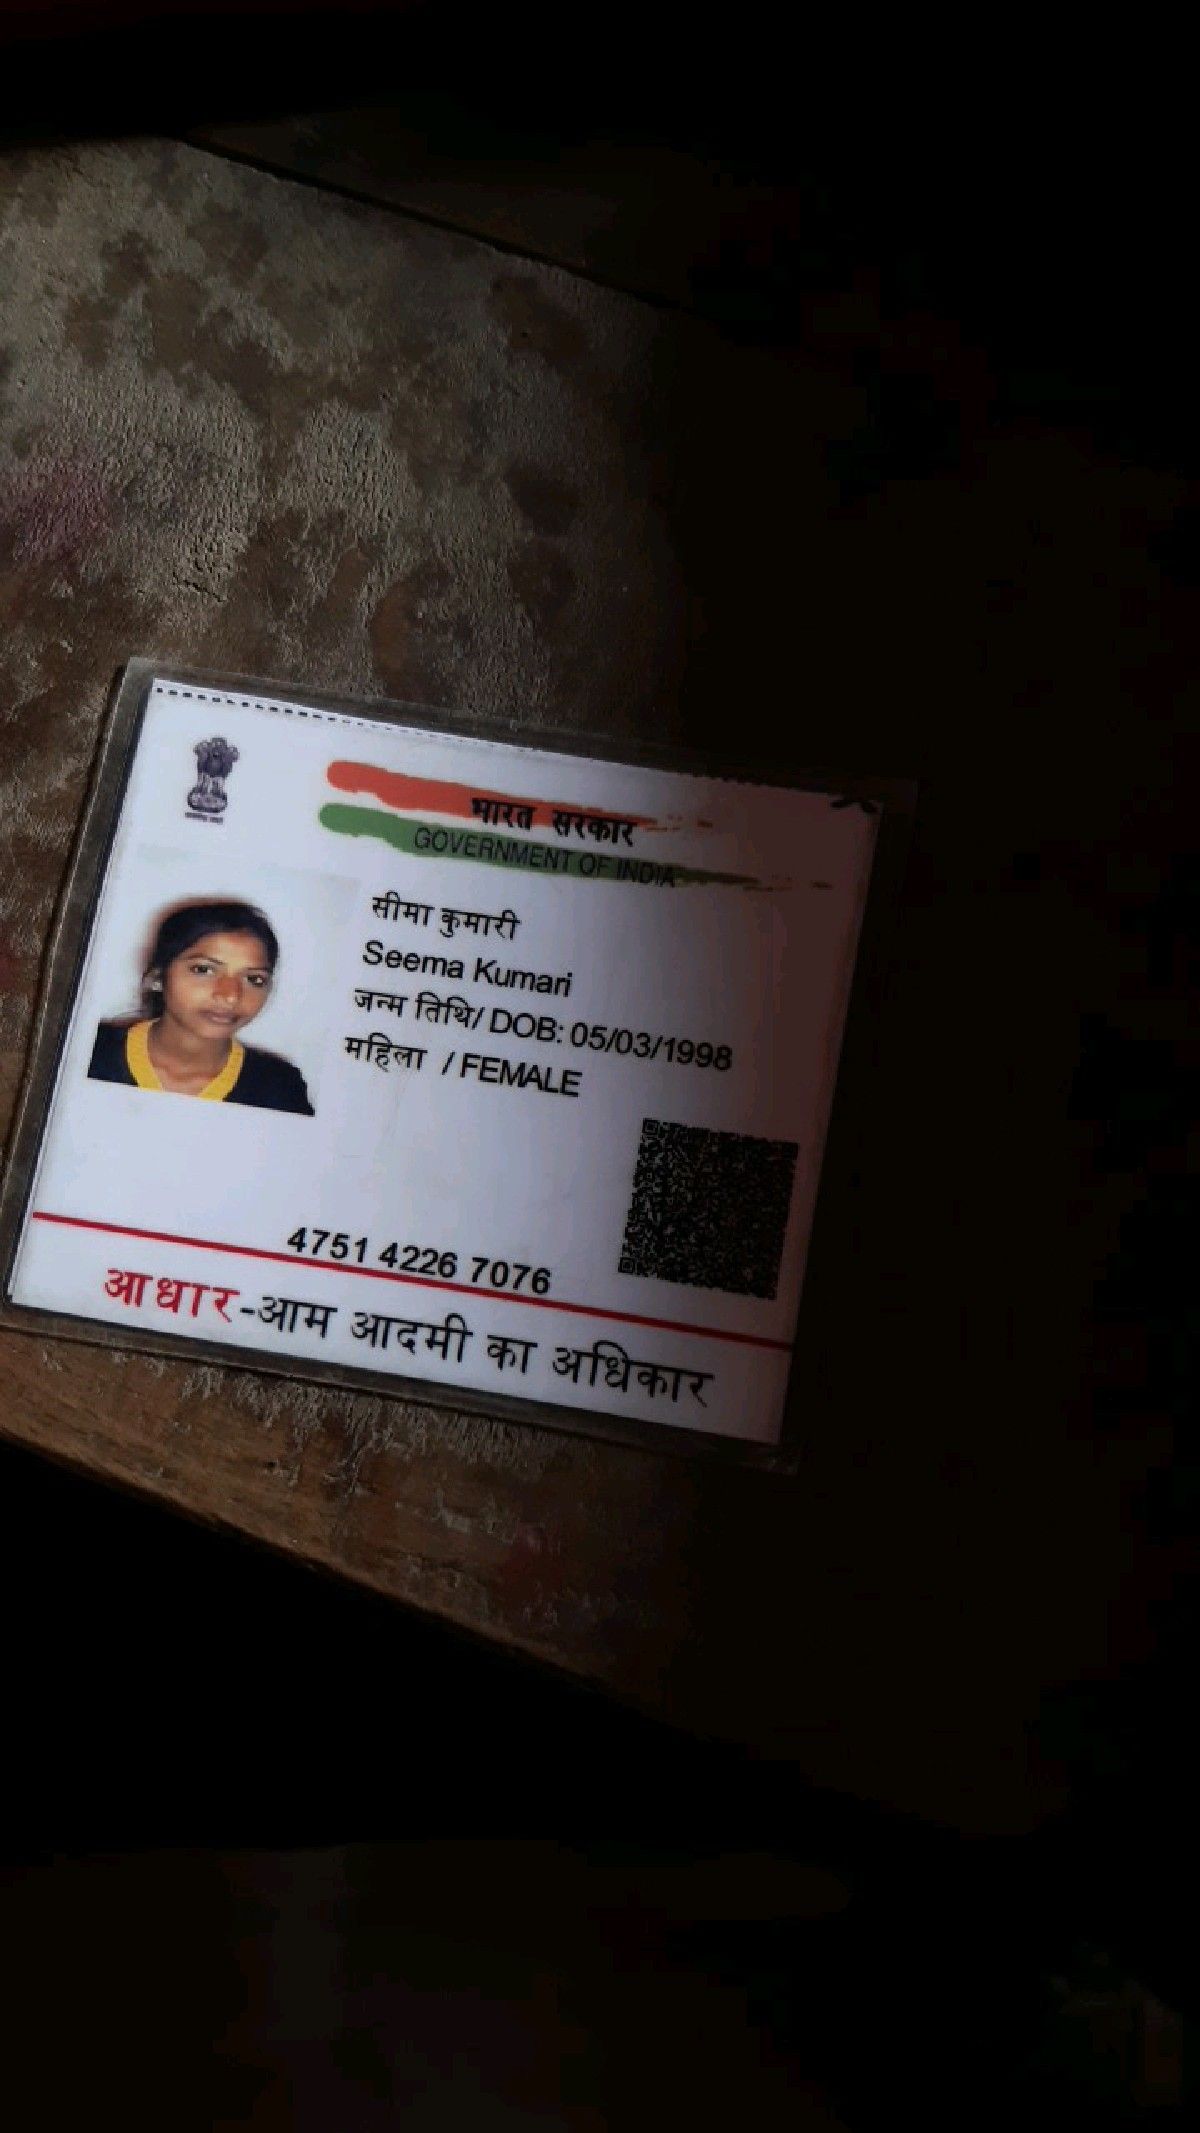 भारत सरकार
GOVERNMENT OF INDIA
सीमा कुमारी
Seema Kumari
जन्म तिथि/ DOB: 05/03/1998
महिला / FEMALE
4751 4226 7076
आधार-आम आदमी का अधिकार